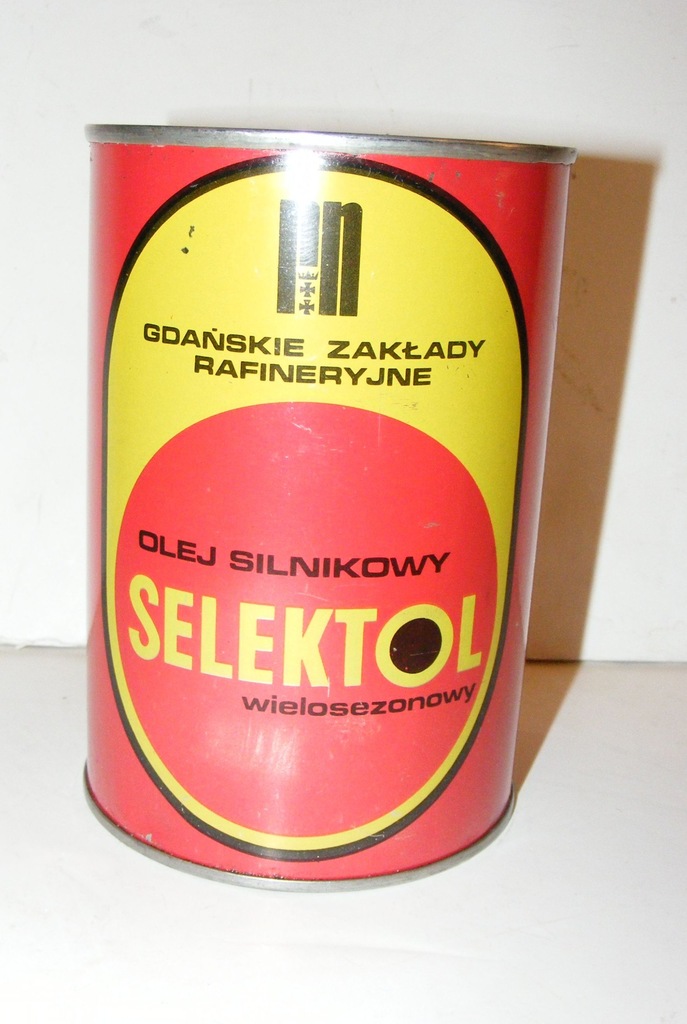 GDAŃSKIE ZAKŁADY
RAFINERYJNE
OLEJ SILNIKOWY
SELEKTOL
wielosezonowy